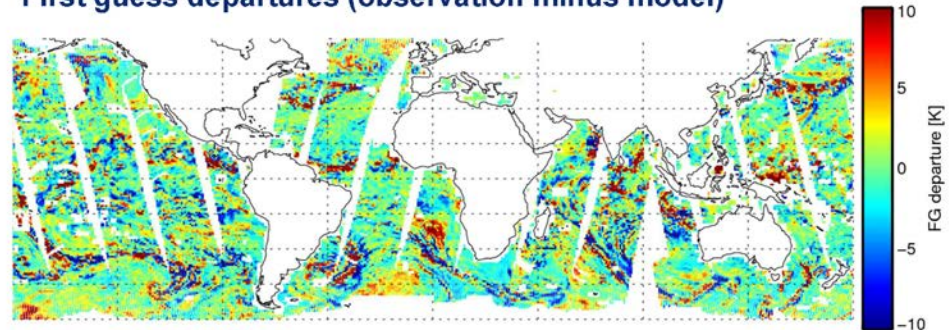 First guess departures (observation minus model)
10
5
0
−5
−10
FG departure [K]